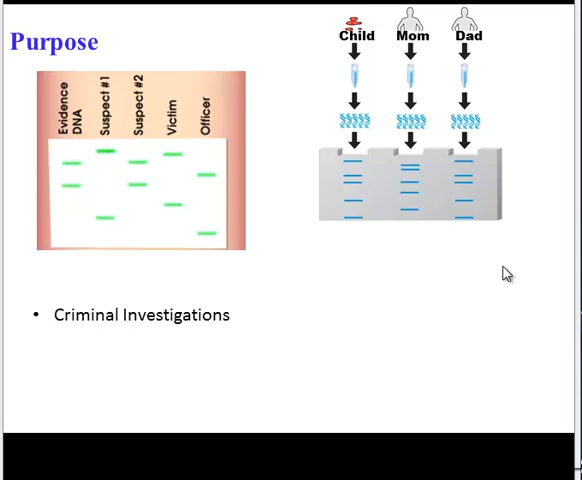 Purpose
Evidence
DNA
Suspect #1
Suspect #2
Victim
Officer
Child Mom Dad
• Criminal Investigations